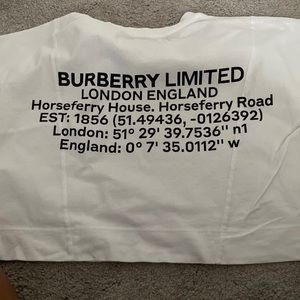 BURBERRY LIMITED
LONDON ENGLAND
Horseferry House. Horseferry Road
EST: 1856 (51.49436, -0126392)
London: 51° 29' 39.7536'' n1
England: 0° 7' 35.0112'' w